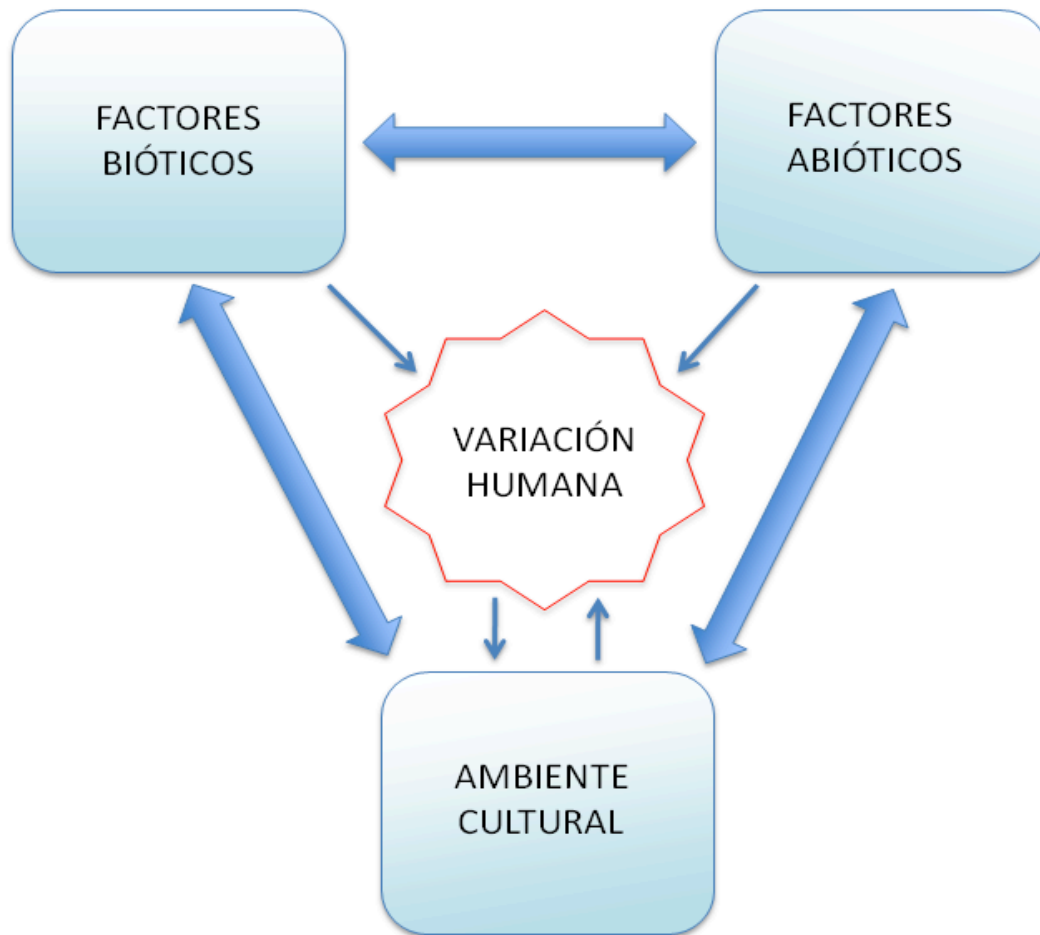 FACTORES
BIÓTICOS
FACTORES
ABIÓTICOS
VARIACIÓN
HUMANA
AMBIENTE
CULTURAL